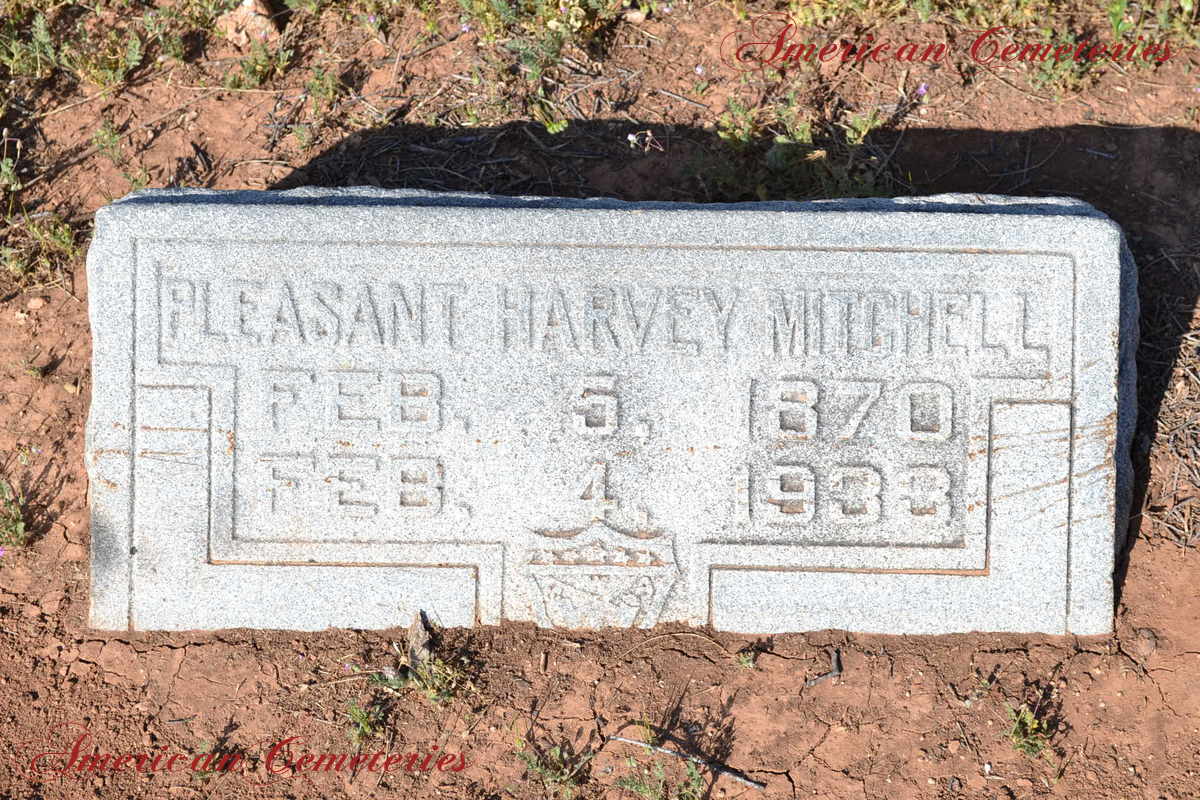 American Cemeteries
PLEASANT HARVEY MITCHELL
FEB. 5, 1870
FEB. 4, 1933
American Cemeteries